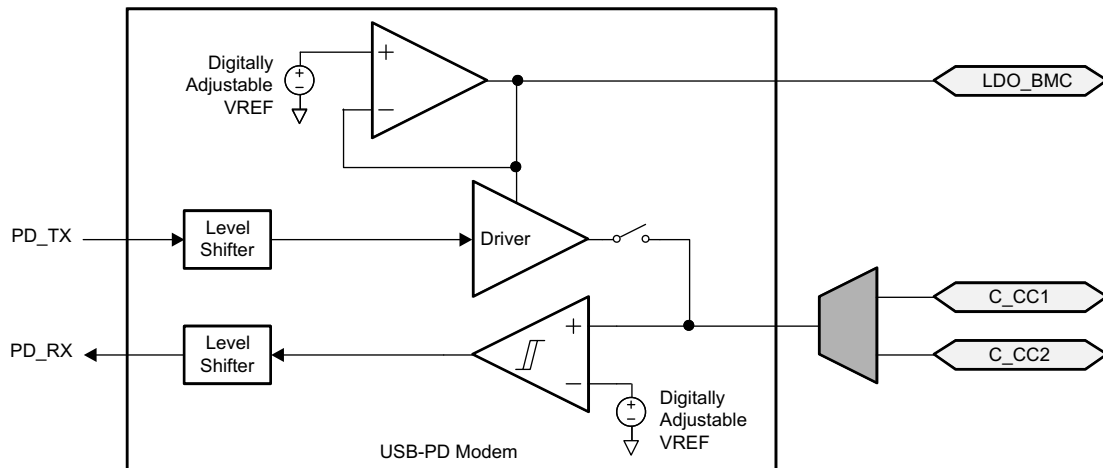 Digitally
Adjustable
VREF
+
−
+
−
LDO_BMC
PD_TX
Level
Shifter
Driver
C_CC1
PD_RX
Level
Shifter
+
−
+
−
C_CC2
Digitally
Adjustable
VREF
USB-PD Modem